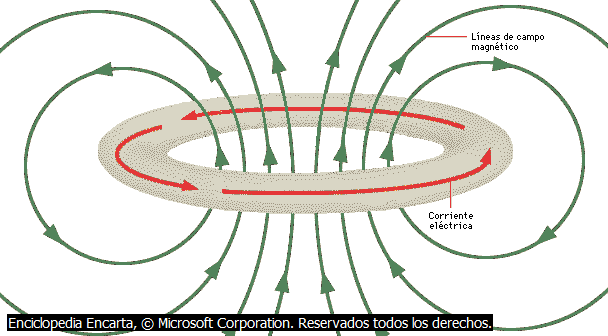 Líneas de campo
magnético
Corriente
eléctrica
Enciclopedia Encarta, © Microsoft Corporation. Reservados todos los derechos.